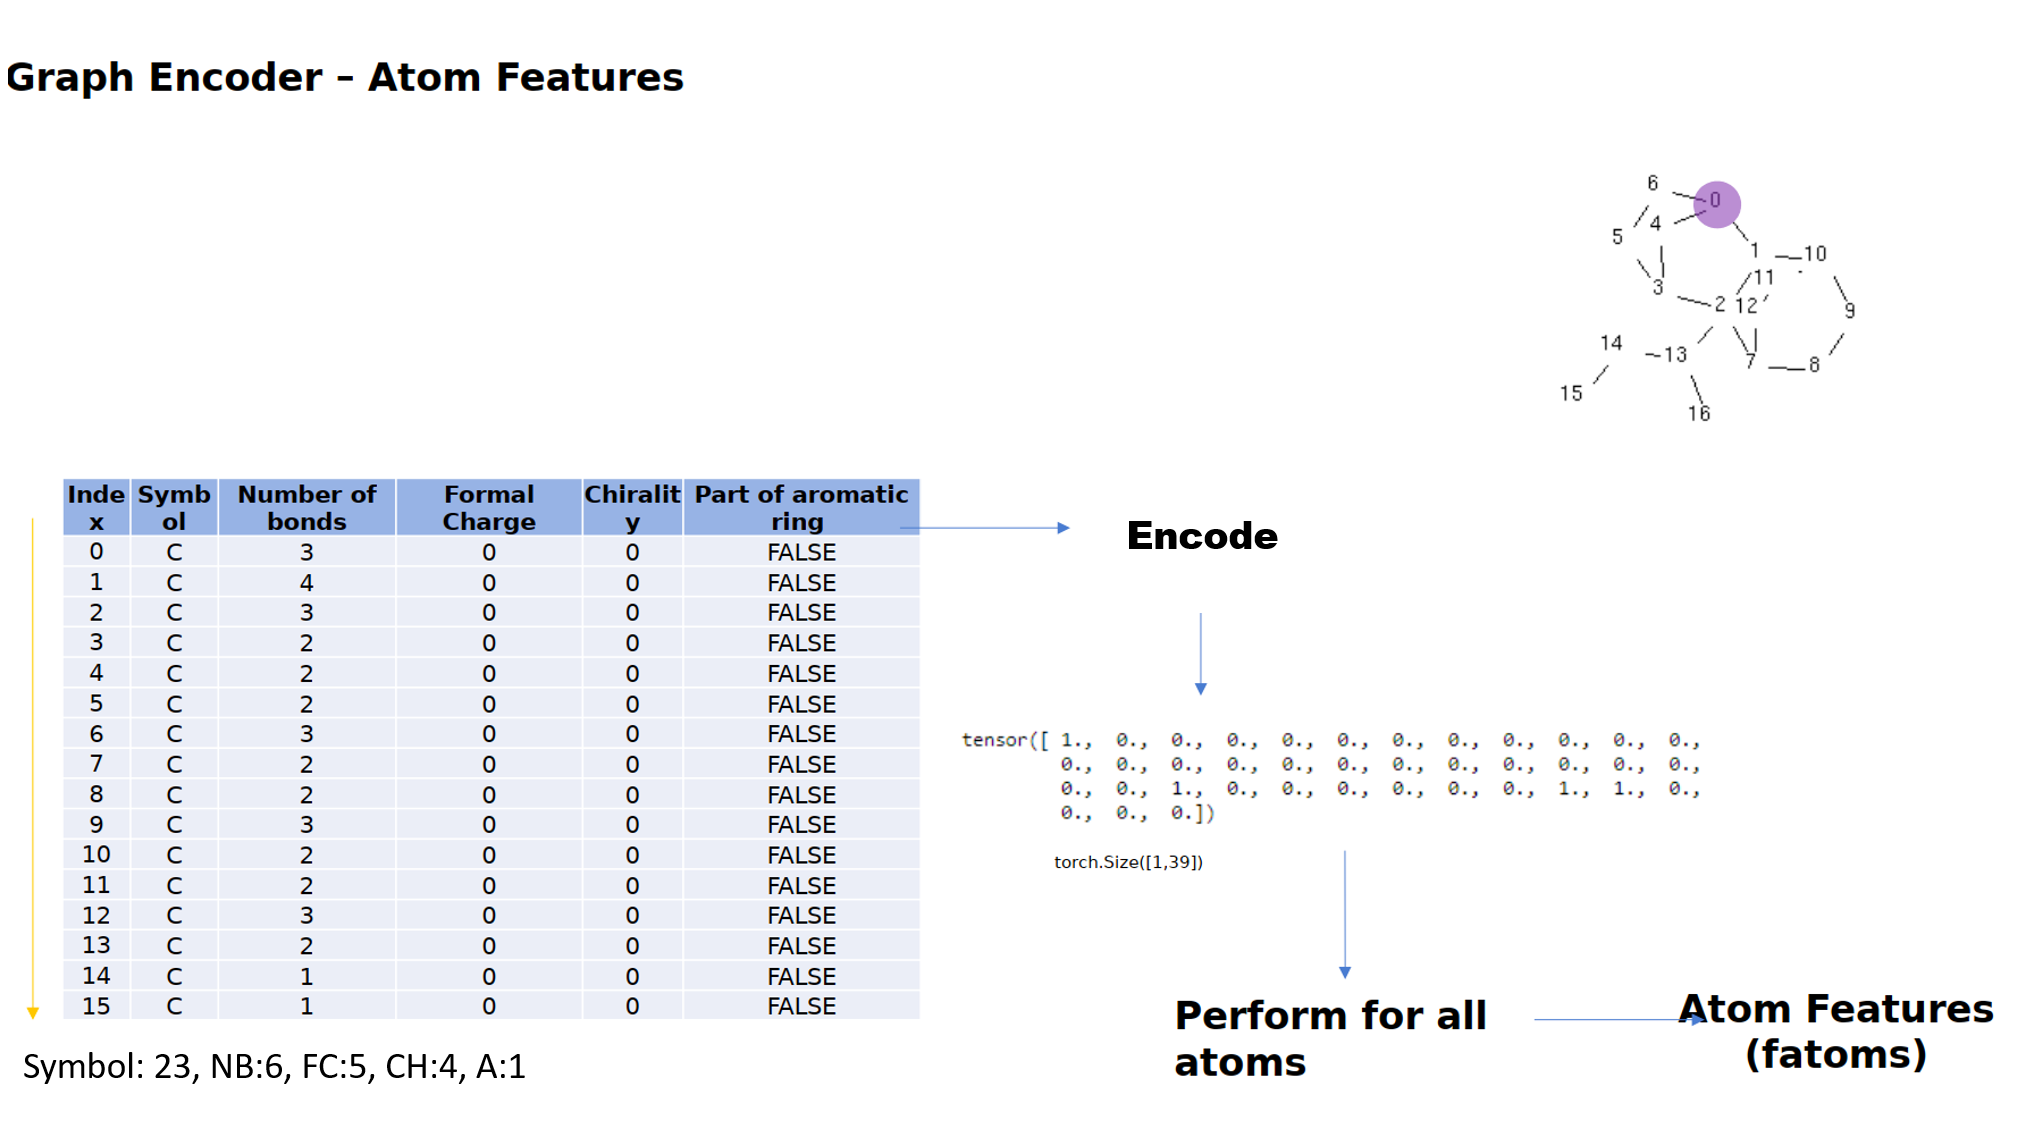 Graph Encoder – Atom Features
6
0
4
5
1
10
11
3
2
12
9
14
13
7
8
15
16
Inde
x
Symb
ol
Number of
bonds
Formal
Charge
Chiralit
y
Part of aromatic
ring
0 C 3 0 0 FALSE
1 C 4 0 0 FALSE
2 C 3 0 0 FALSE
3 C 2 0 0 FALSE
4 C 2 0 0 FALSE
5 C 2 0 0 FALSE
6 C 3 0 0 FALSE
7 C 2 0 0 FALSE
8 C 2 0 0 FALSE
9 C 3 0 0 FALSE
10 C 2 0 0 FALSE
11 C 2 0 0 FALSE
12 C 3 0 0 FALSE
13 C 2 0 0 FALSE
14 C 1 0 0 FALSE
15 C 1 0 0 FALSE
Symbol: 23, NB:6, FC:5, CH:4, A:1
Encode
tensor([ 1., 0., 0., 0., 0., 0., 0., 0., 0., 0., 0., 0.,
0., 0., 0., 0., 0., 0., 0., 0., 0., 0., 0., 0.,
0., 0., 1., 0., 0., 0., 0., 0., 0., 1., 1., 0.,
0., 0., 0.])
torch.Size([1,39])
Perform for all
atoms
Atom Features
(fatoms)